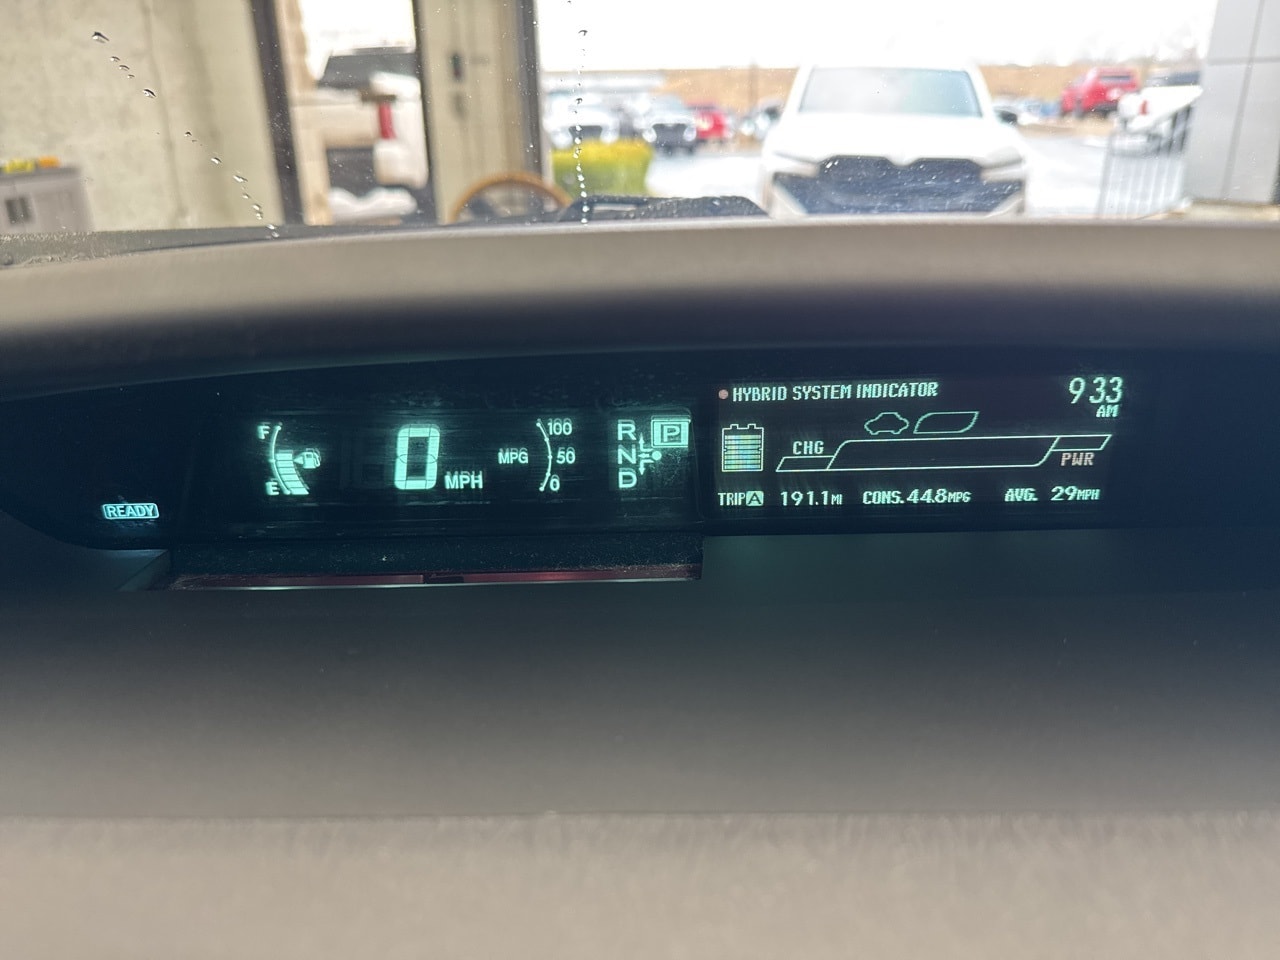 READY
F
E
0 MPH
MPG
100
50
0
R
N
D
P
HYBRID SYSTEM INDICATOR
9 33
AM
CHG
PWR
TRIP A 191.1 MI CONS. 44.8 MPG AVG. 29 MPH